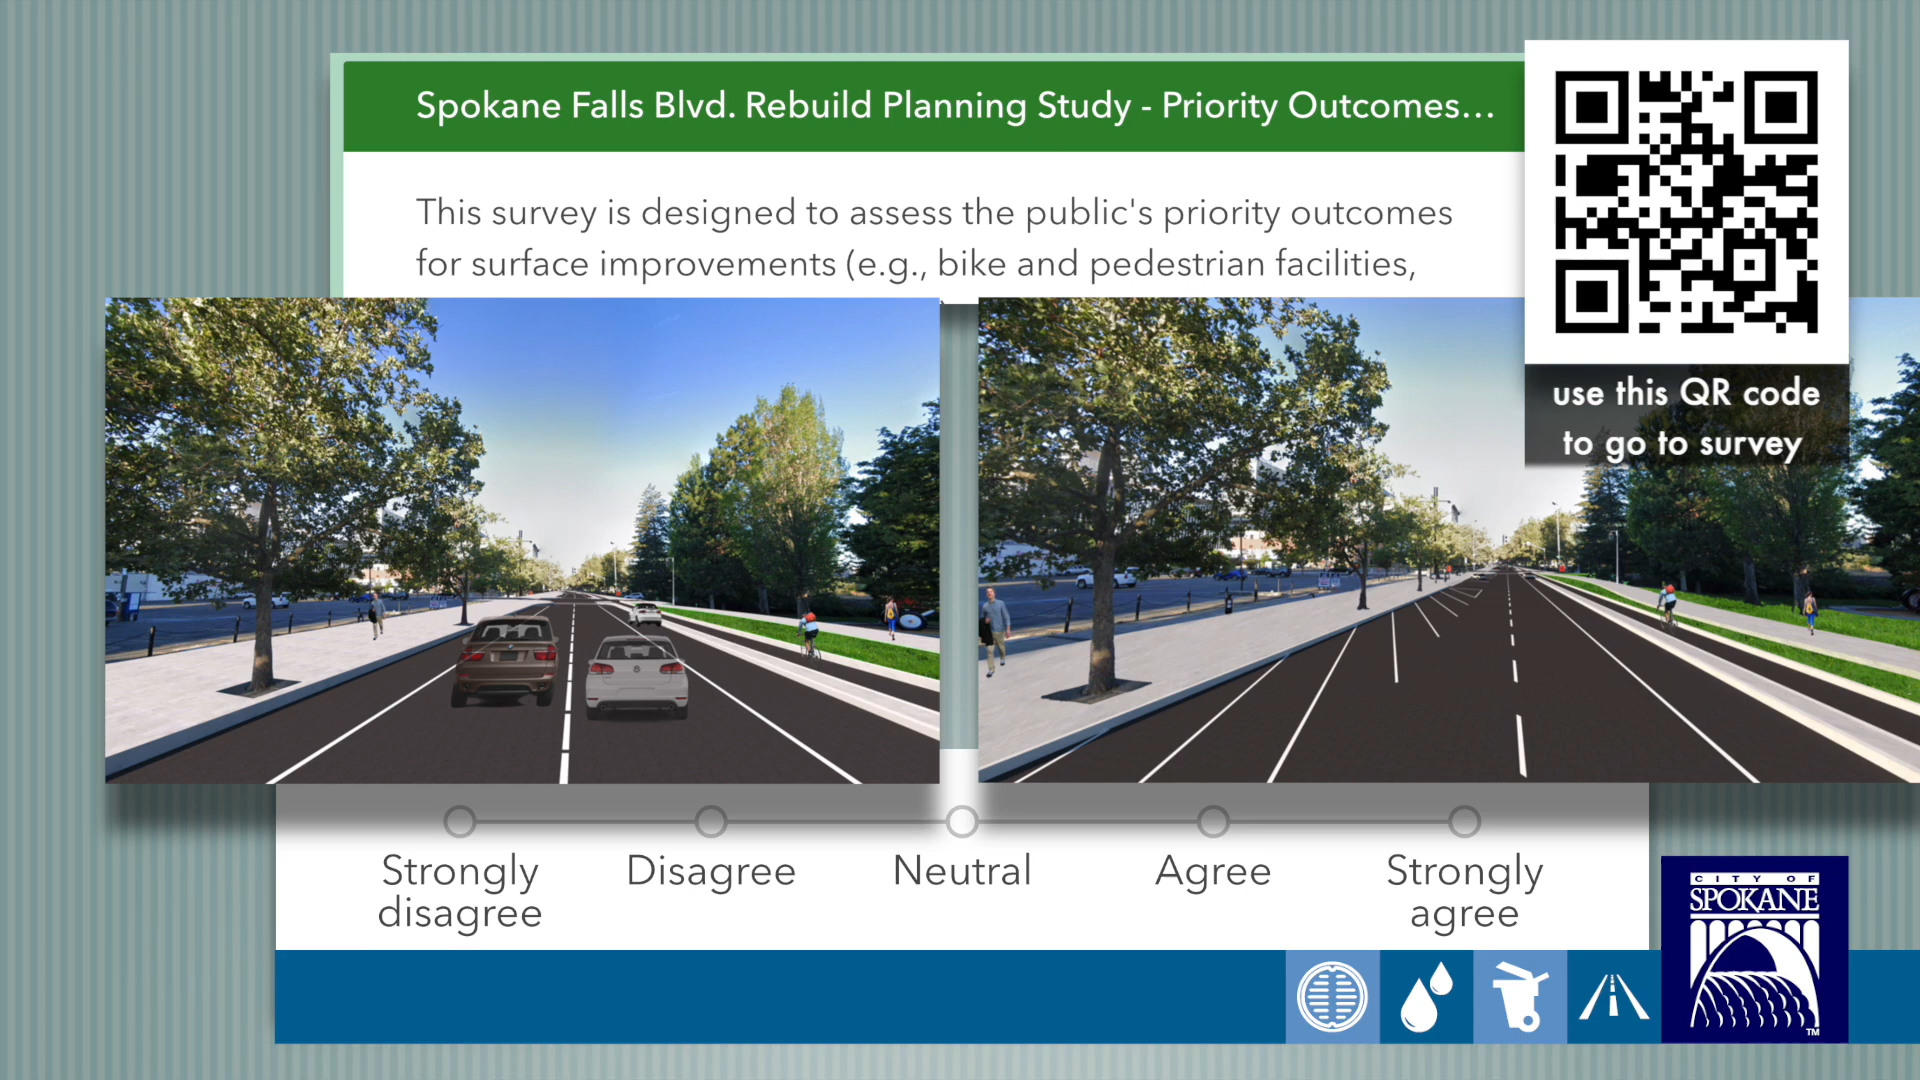 Spokane Falls Blvd. Rebuild Planning Study - Priority Outcomes...
This survey is designed to assess the public's priority outcomes
for surface improvements (e.g., bike and pedestrian facilities,
use this QR code
to go to survey
Strongly
disagree
Disagree
Neutral
Agree
Strongly
agree
CITY OF
SPOKANE
TM